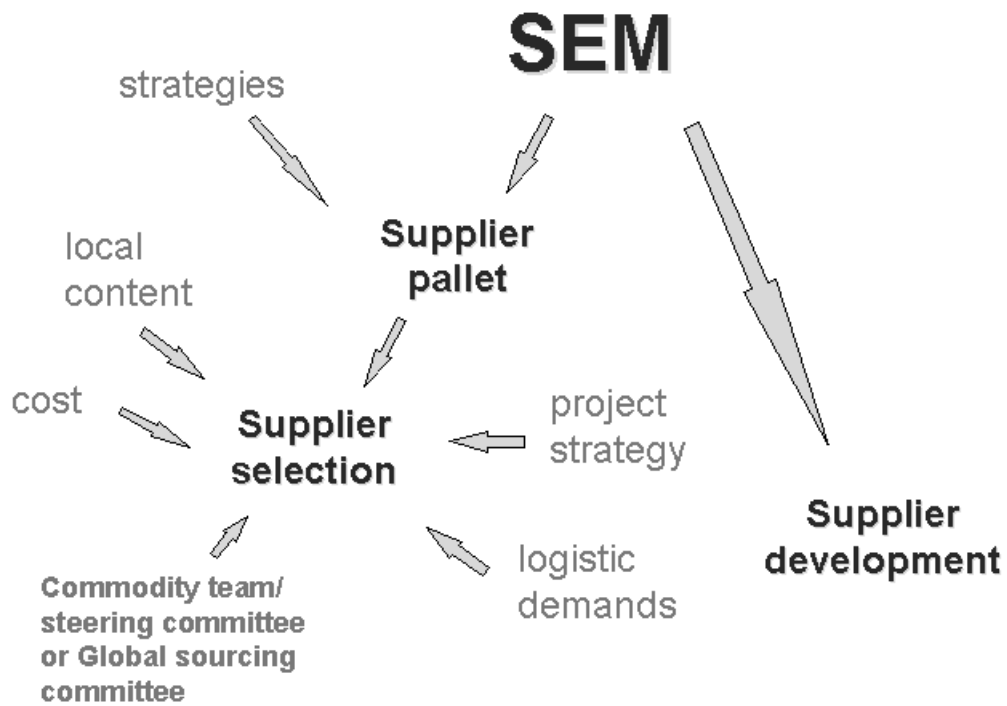 SEM
strategies
Supplier
pallet
local
content
cost
Supplier
selection
project
strategy
Supplier
development
logistic
demands
Commodity team/
steering committee
or Global sourcing
committee